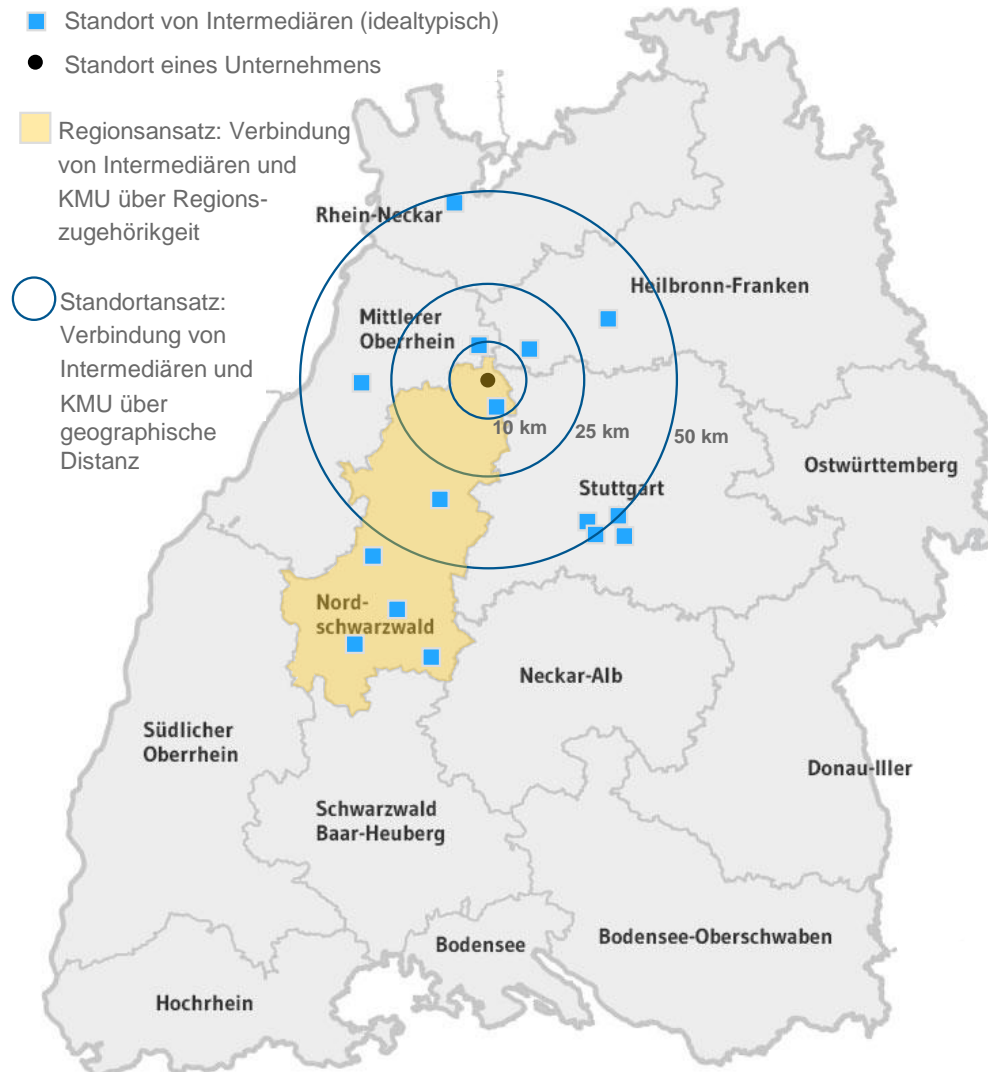 Standort von Intermediären (idealtypisch)
Standort eines Unternehmens
Regionsansatz: Verbindung
von Intermediären und
KMU über Regions-
zugehörikgeit
Standortansatz:
Verbindung von
Intermediären und
KMU über
geographische
Distanz
Rhein-Neckar
Heilbronn-Franken
Mittlerer
Oberrhein
10 km
25 km
50 km
Ostwürttemberg
Stuttgart
Nord-
schwarzwald
Neckar-Alb
Südlicher
Oberrhein
Donau-Iller
Schwarzwald
Baar-Heuberg
Bodensee
Bodensee-Oberschwaben
Hochrhein